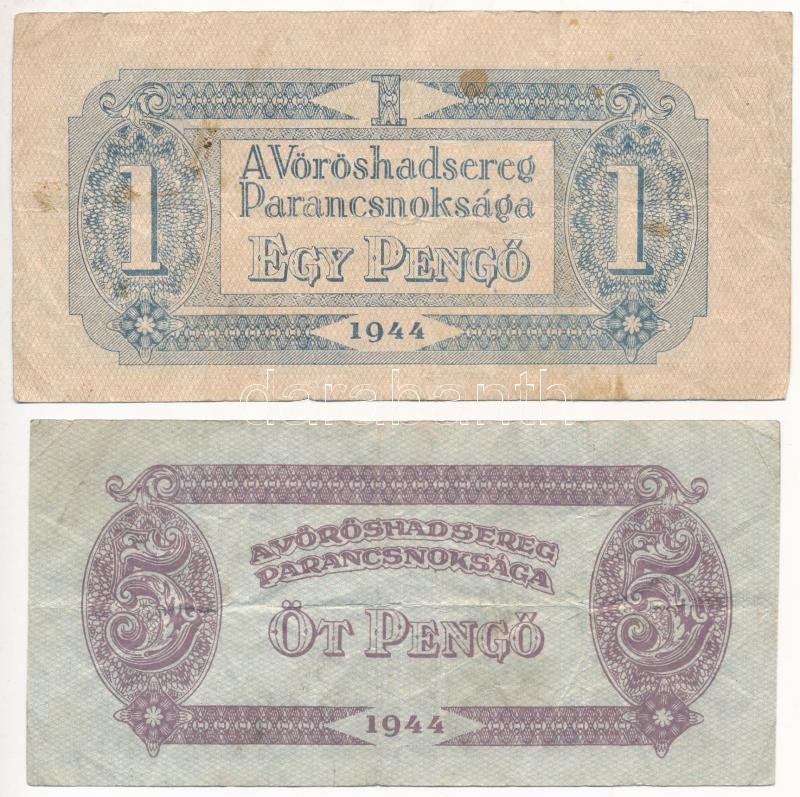 1
1 1
A Vöröshadsereg
Parancsnoksága
EGY PENGŐ
1944
darabanth
5 5
A VÖRÖSHADSEREG
PARANCSNOKSÁGA
ÖT PENGŐ
1944